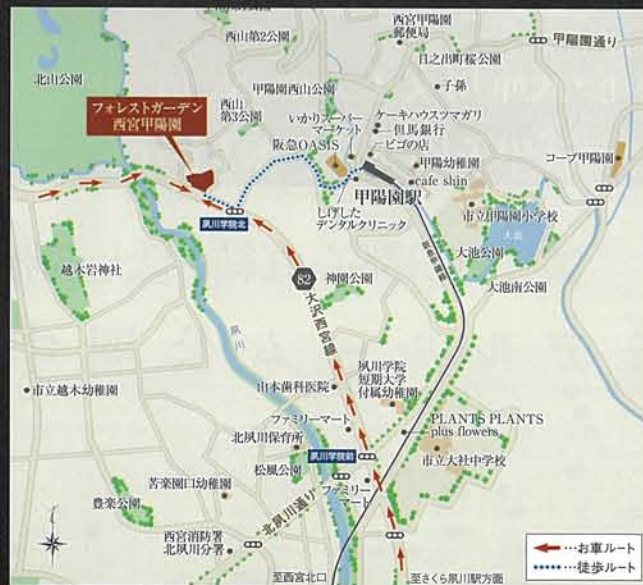 西山第2公園
西宮甲陽園
郵便局
甲陽園通り
日之出町桜公園
北山公園
甲陽園西山公園
子孫
西山
第3公園
フォレストガーデン
西宮甲陽園
いかりスーパー
マーケット
ケーキハウスツマガリ
但馬銀行
ビゴの店
阪急OASIS
甲陽幼稚園
コープ甲陽園
cafe shin
甲陽園駅
しげした
デンタルクリニック
市立甲陽園小学校
夙川学院北
大池
大池公園
阪急甲陽線
越木岩神社
82
神園公園
大池南公園
大沢西宮線
夙川
夙川学院
短期大学
付属幼稚園
山本歯科医院
市立越木幼稚園
ファミリーマート
PLANTS PLANTS
plus flowers
北夙川保育所
夙川学院前
市立大社中学校
松風公園
苦楽園口幼稚園
ファミリー
マート
豊楽公園
北夙川通り
西宮消防署
北夙川分署
至西宮北口
至さくら夙川駅方面
…お車ルート
…徒歩ルート